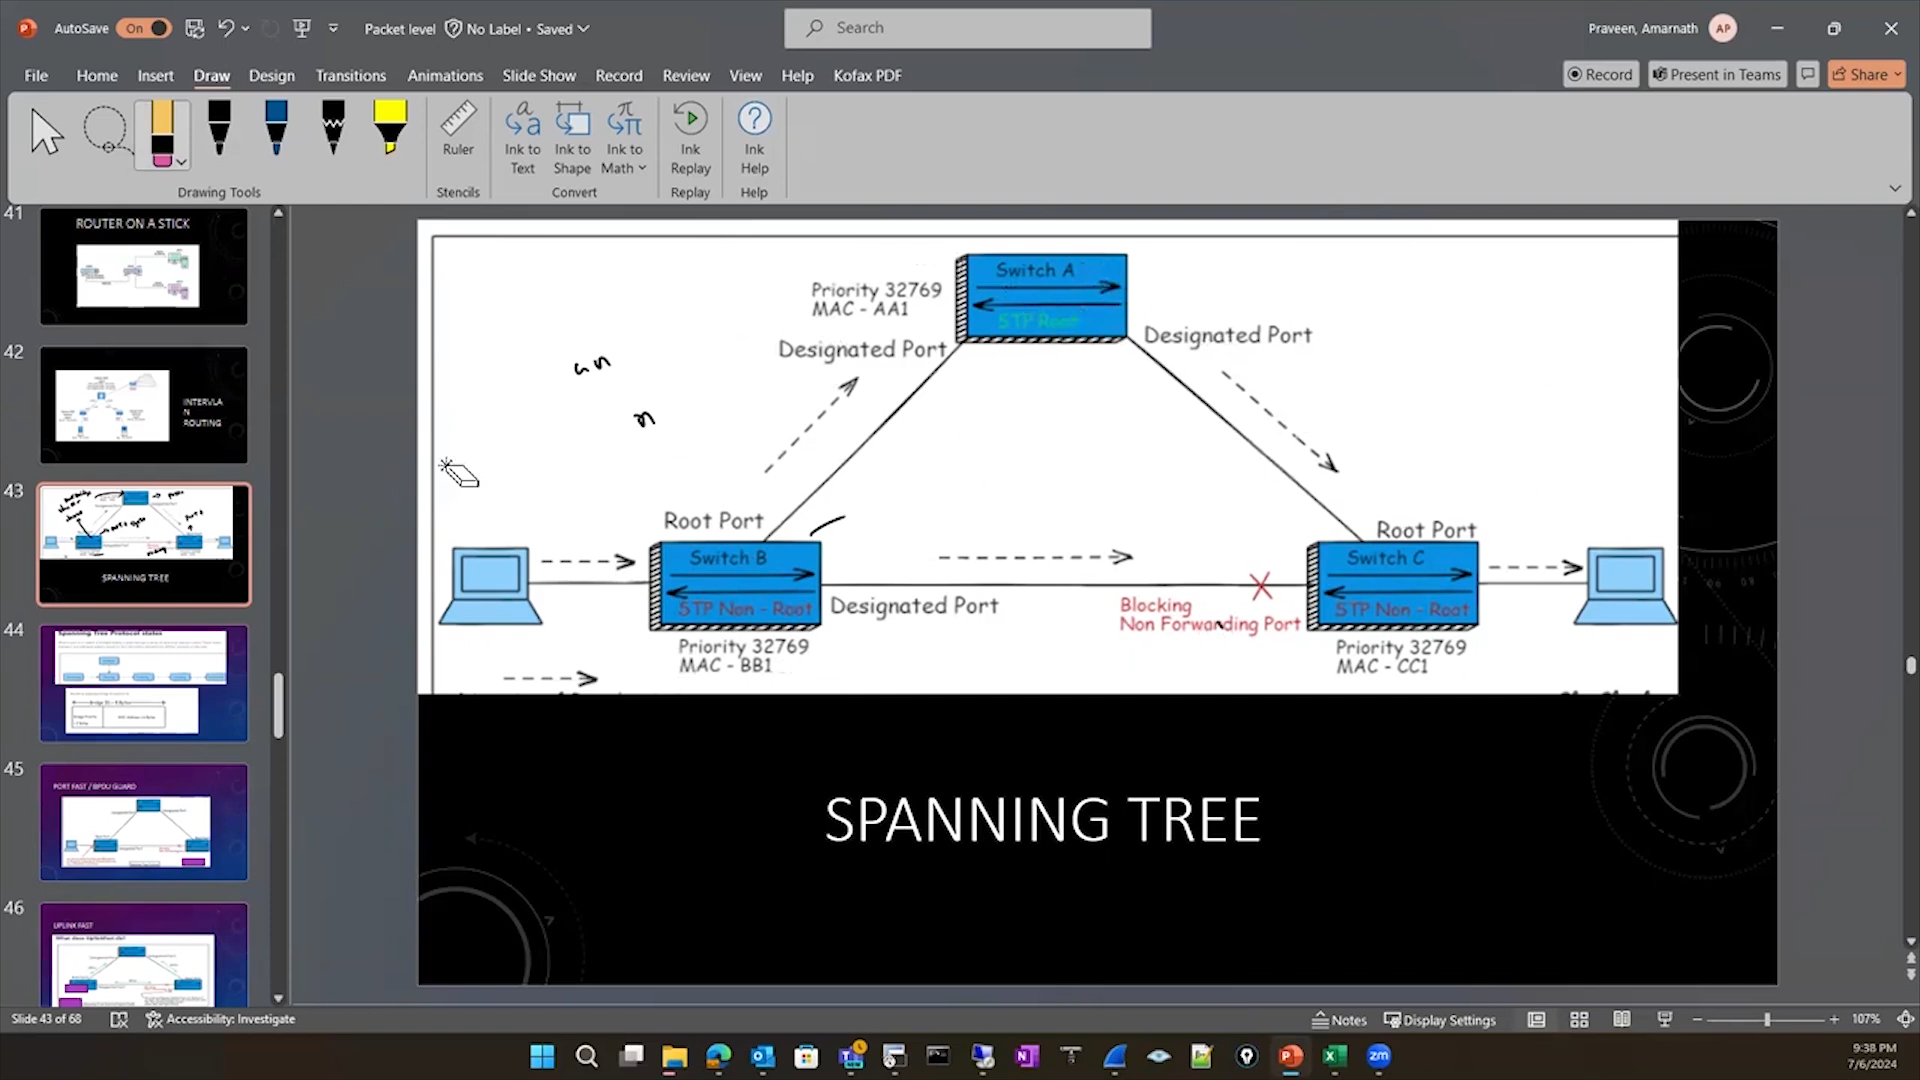 AutoSave On Packet level No Label • Saved Search Praveen, Amarnath AP
File Home Insert Draw Design Transitions Animations Slide Show Record Review View Help Kofax PDF Record Present in Teams Share
Ruler
Ink to Text
Ink to Shape
Ink to Math
Ink Replay
Ink Help
Drawing Tools Stencils Convert Replay Help
41
ROUTER ON A STICK
42
INTERVLA
N
ROUTING
43
SPANNING TREE
44
Spanning Tree Protocol states
45
PORT FAST / BPDU GUARD
46
UPLINK FAST
What does UplinkFast do?
Switch A
STP Root
Priority 32769
MAC - AA1
Designated Port
Designated Port
Root Port
Root Port
Switch B
STP Non - Root
Designated Port
Priority 32769
MAC - BB1
Blocking
Non Forwarding Port
Switch C
STP Non - Root
Priority 32769
MAC - CC1
SPANNING TREE
Slide 43 of 68 Accessibility: Investigate Notes Display Settings 107%
9:38 PM
7/6/2024